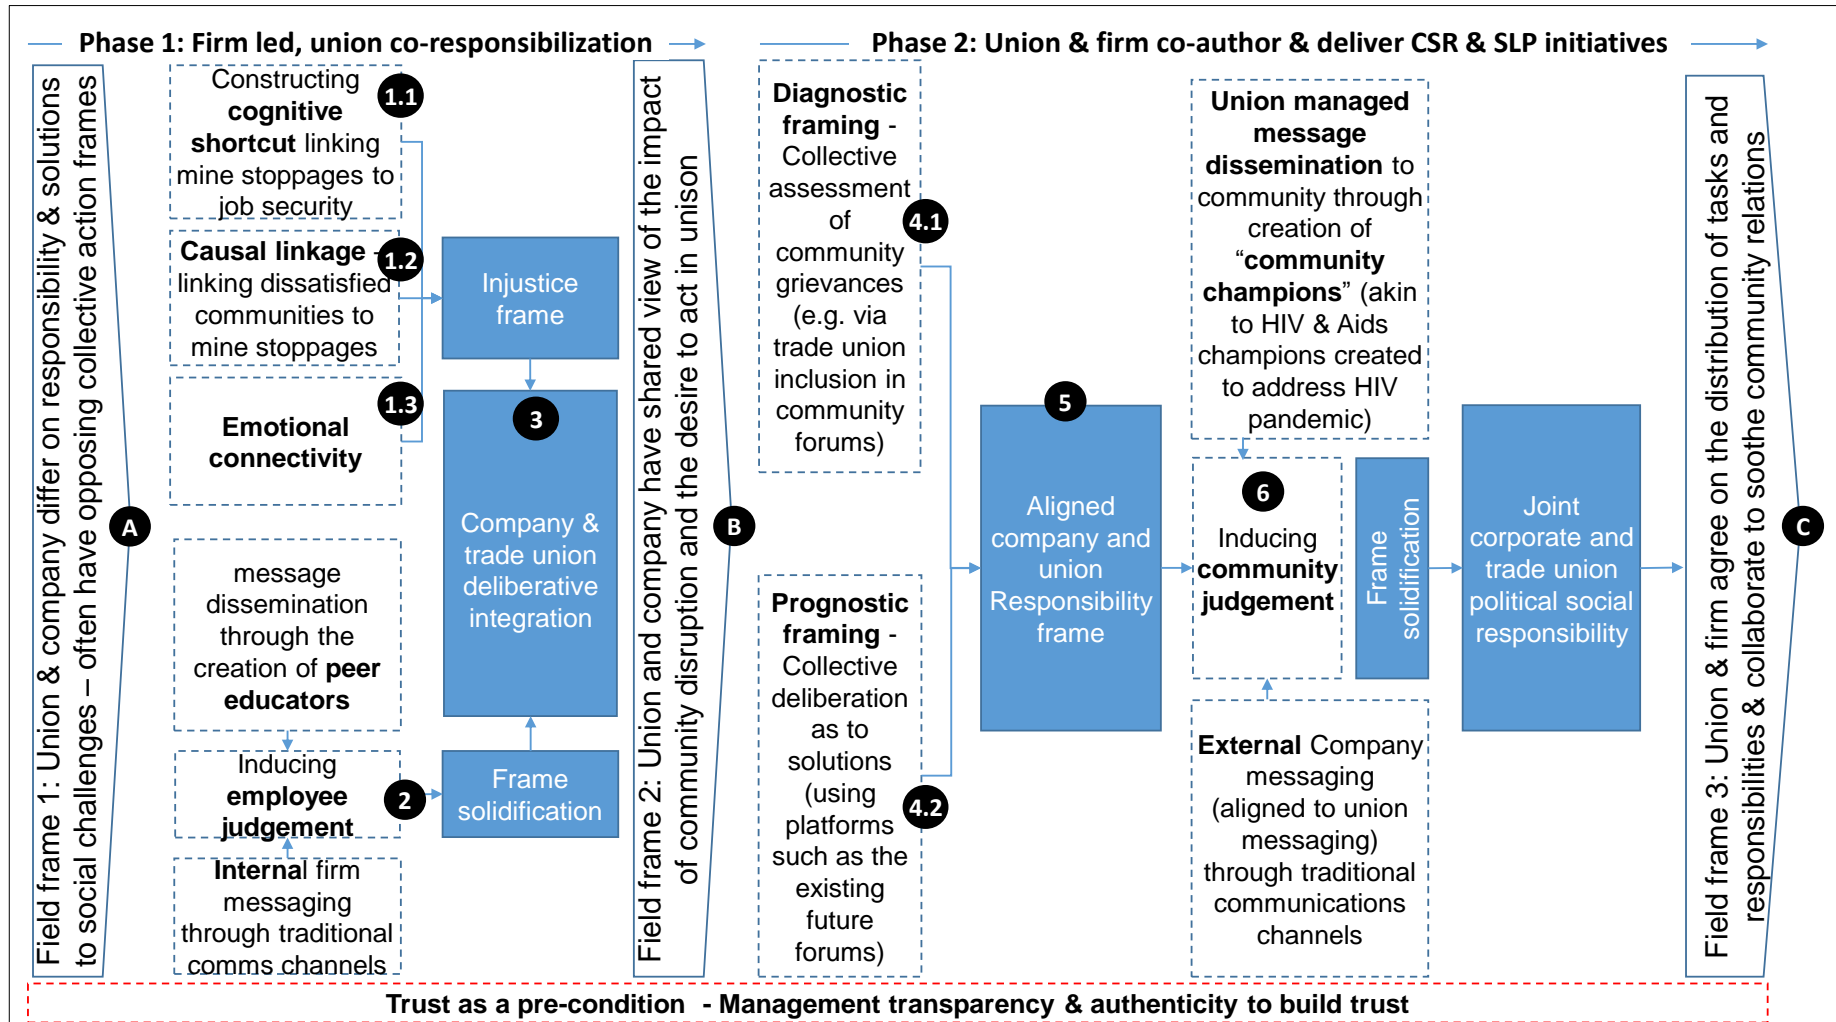 Phase 1: Firm led, union co-responsibilization
Phase 2: Union & firm co-author & deliver CSR & SLP initiatives
Field frame 1: Union & company differ on responsibility & solutions
to social challenges – often have opposing collective action frames
A
Constructing
cognitive
shortcut linking
mine stoppages to
job security
1.1
Causal linkage -
linking dissatisfied
communities to
mine stoppages
1.2
Emotional
connectivity
1.3
message
dissemination
through the
creation of peer
educators
Inducing
employee
judgement
2
Internal firm
messaging
through traditional
comms channels
Injustice
frame
3
Company &
trade union
deliberative
integration
Frame
solidification
Field frame 2: Union and company have shared view of the impact
of community disruption and the desire to act in unison
B
Diagnostic
framing -
Collective
assessment
of
community
grievances
(e.g. via
trade union
inclusion in
community
forums)
4.1
Prognostic
framing -
Collective
deliberation
as to
solutions
(using
platforms
such as the
existing
future
forums)
4.2
5
Aligned
company and
union
Responsibility
frame
Union managed
message
dissemination to
community through
creation of
“community
champions” (akin
to HIV & Aids
champions created
to address HIV
pandemic)
6
Inducing
community
judgement
External Company
messaging
(aligned to union
messaging)
through traditional
communications
channels
Frame
solidification
Joint
corporate and
trade union
political social
responsibility
Field frame 3: Union & firm agree on the distribution of tasks and
responsibilities & collaborate to soothe community relations
C
Trust as a pre-condition - Management transparency & authenticity to build trust